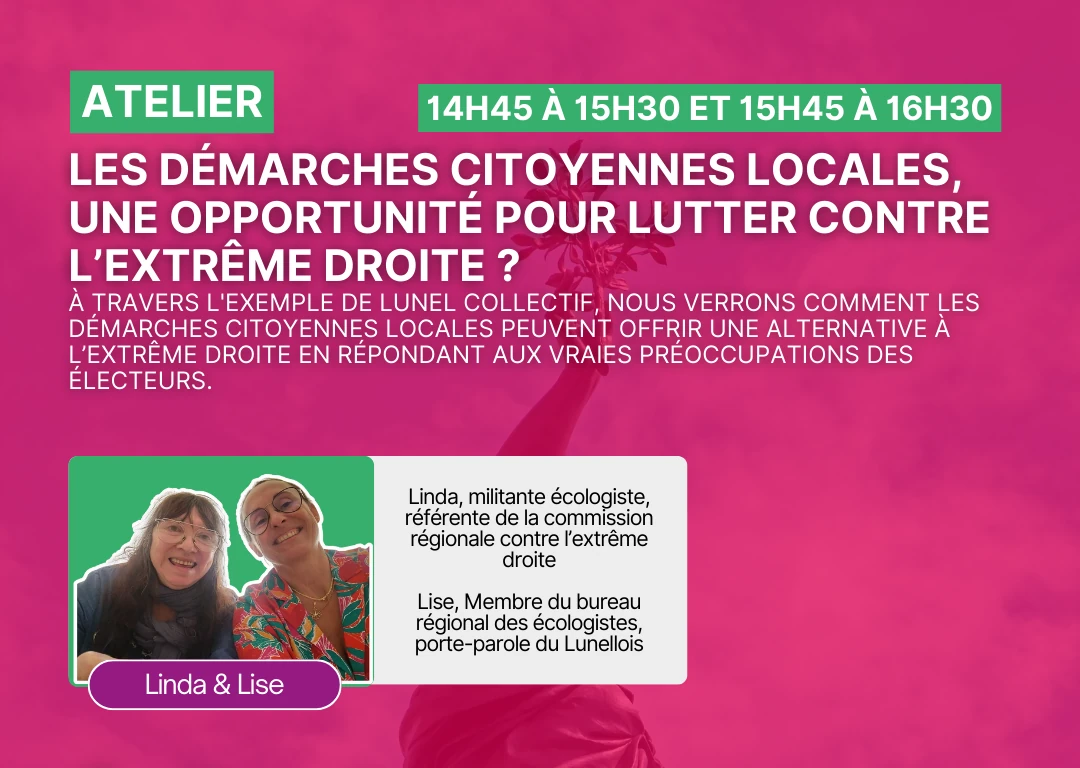 ATELIER
14H45 À 15H30 ET 15H45 À 16H30
LES DÉMARCHES CITOYENNES LOCALES,
UNE OPPORTUNITÉ POUR LUTTER CONTRE
L’EXTRÊME DROITE ?
À TRAVERS L'EXEMPLE DE LUNEL COLLECTIF, NOUS VERRONS COMMENT LES
DÉMARCHES CITOYENNES LOCALES PEUVENT OFFRIR UNE ALTERNATIVE À
L’EXTRÊME DROITE EN RÉPONDANT AUX VRAIES PRÉOCCUPATIONS DES
ÉLECTEURS.
Linda, militante écologiste,
référente de la commission
régionale contre l’extrême
droite
Lise, Membre du bureau
régional des écologistes,
porte-parole du Lunellois
Linda & Lise